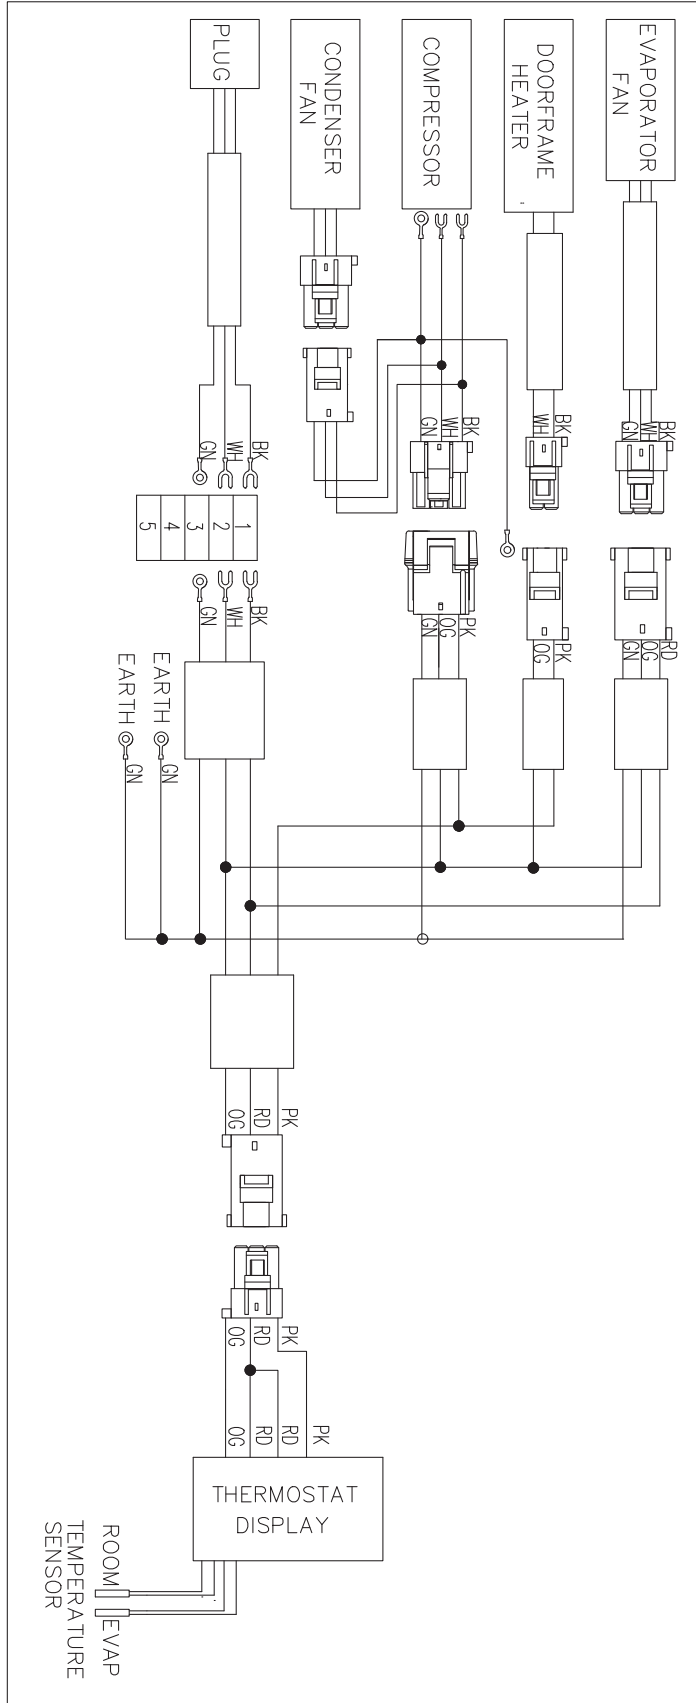 PLUG
CONDENSER
FAN
COMPRESSOR
DOORFRAME
HEATER
EVAPORATOR
FAN
GN
WH
BK
GN
WH
BK
WH
BK
GN
WH
BK
5
4
3
2
1
GN
WH
BK
GN
OG
PK
OG
PK
GN
OG
RD
EARTH
EARTH
GN
GN
OG
RD
PK
OG
RD
PK
OG
RD
RD
PK
THERMOSTAT
DISPLAY
ROOM
EVAP
TEMPERATURE
SENSOR